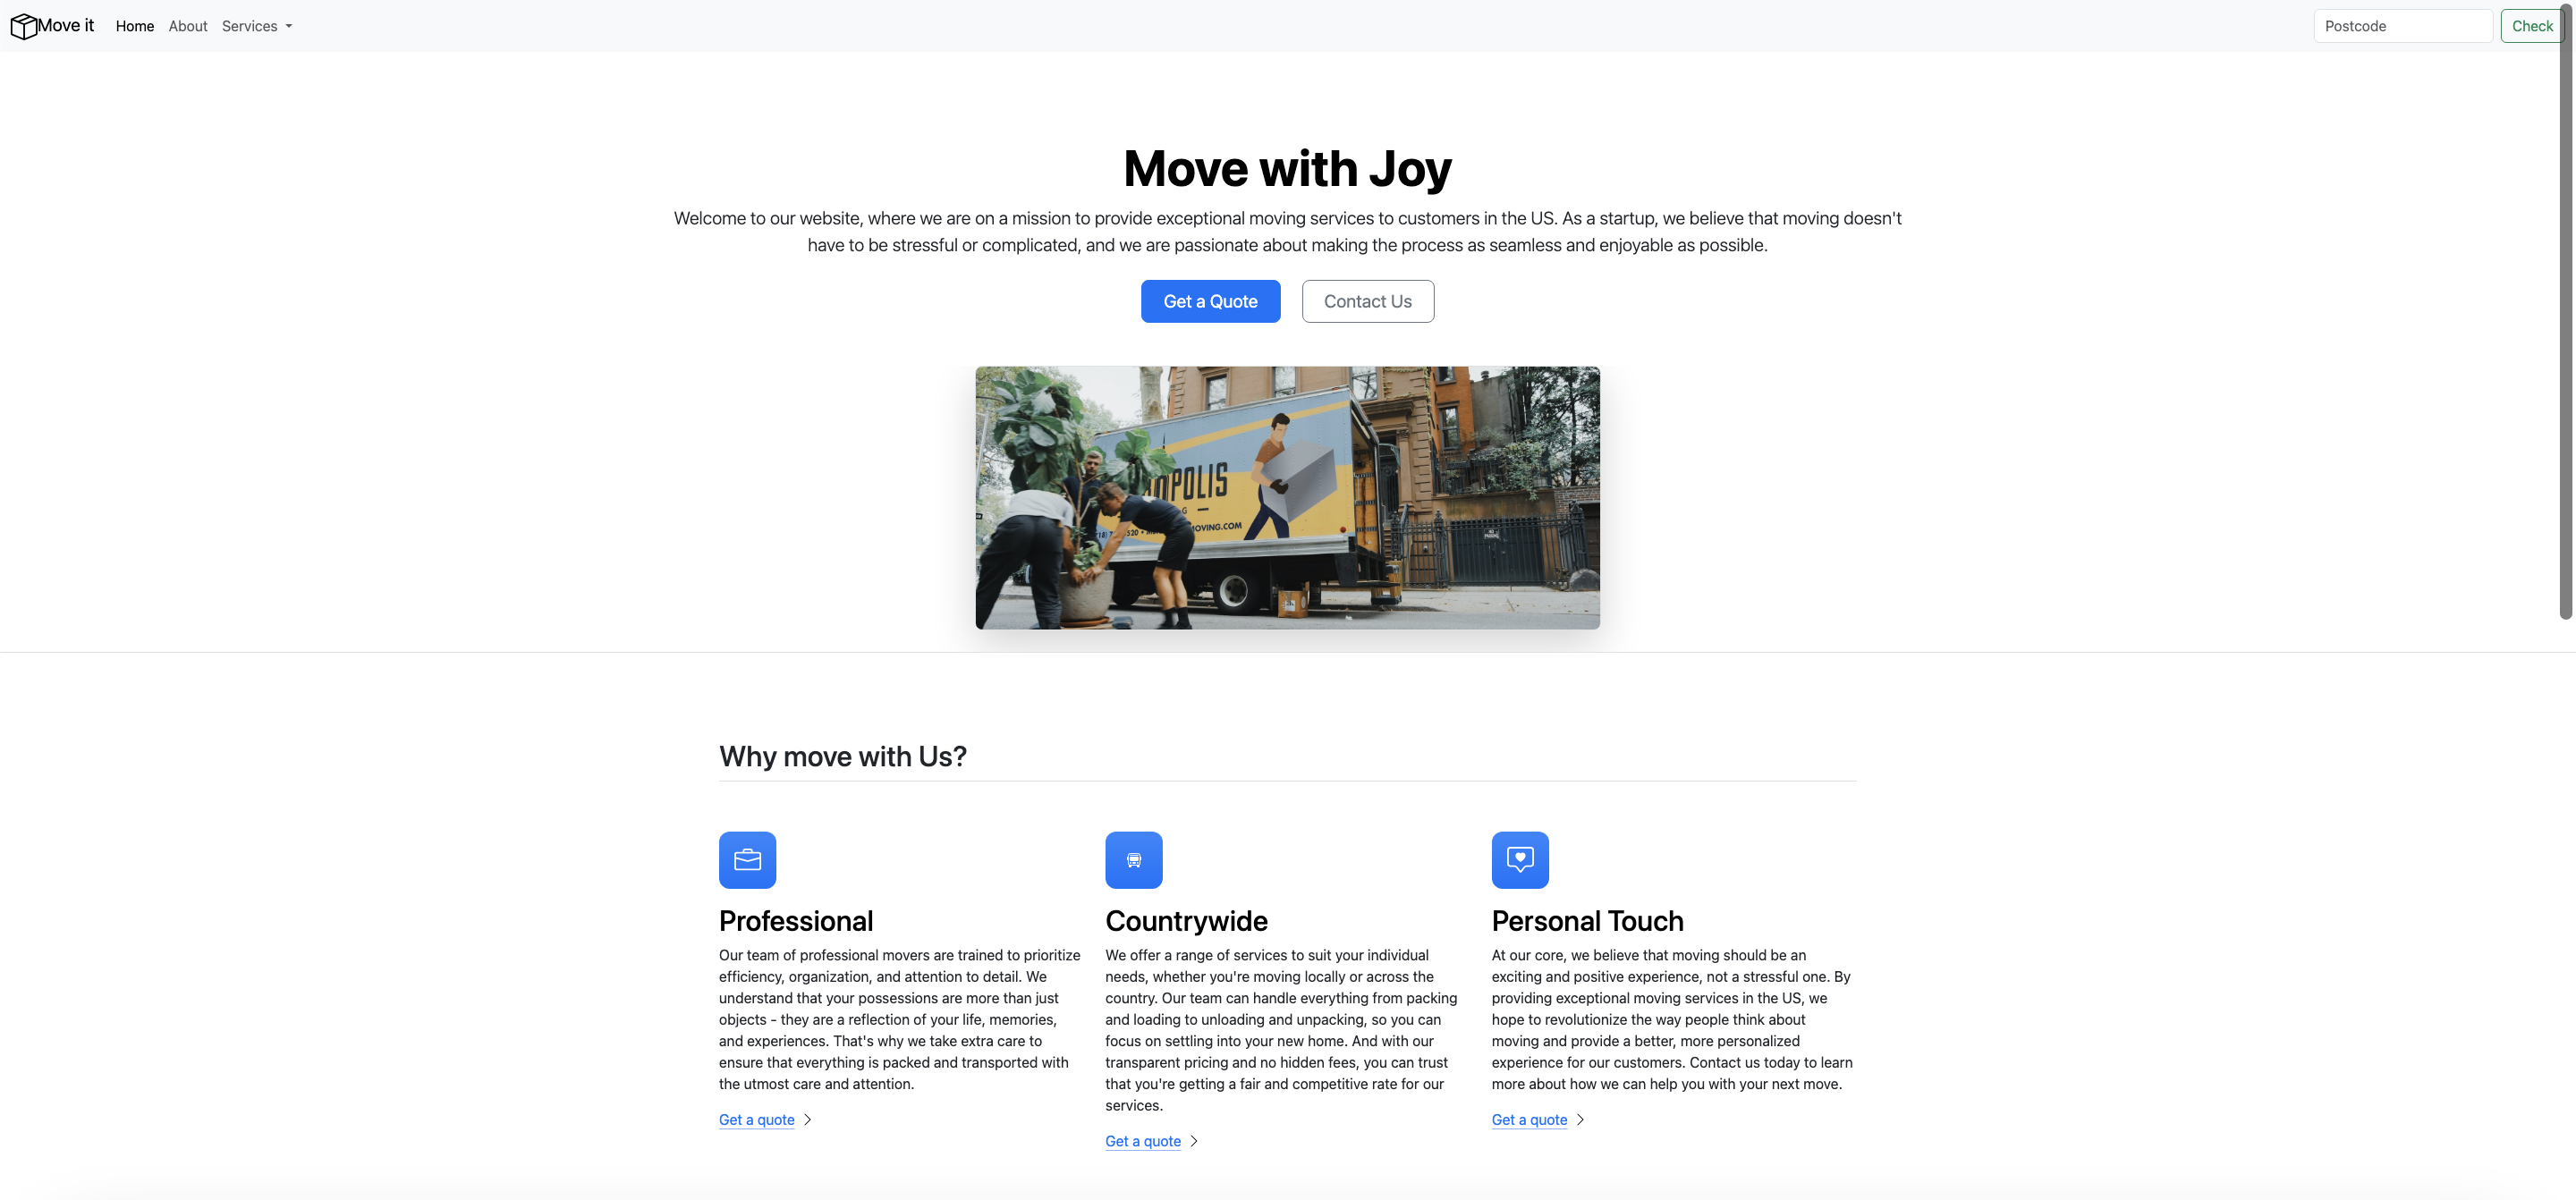 Move it
Home
About
Services
Postcode
Check
Move with Joy
Welcome to our website, where we are on a mission to provide exceptional moving services to customers in the US. As a startup, we believe that moving doesn't
have to be stressful or complicated, and we are passionate about making the process as seamless and enjoyable as possible.
Get a Quote
Contact Us
MOVING.COM
Why move with Us?
Professional
Our team of professional movers are trained to prioritize
efficiency, organization, and attention to detail. We
understand that your possessions are more than just
objects - they are a reflection of your life, memories,
and experiences. That's why we take extra care to
ensure that everything is packed and transported with
the utmost care and attention.
Get a quote
Countrywide
We offer a range of services to suit your individual
needs, whether you're moving locally or across the
country. Our team can handle everything from packing
and loading to unloading and unpacking, so you can
focus on settling into your new home. And with our
transparent pricing and no hidden fees, you can trust
that you're getting a fair and competitive rate for our
services.
Get a quote
Personal Touch
At our core, we believe that moving should be an
exciting and positive experience, not a stressful one. By
providing exceptional moving services in the US, we
hope to revolutionize the way people think about
moving and provide a better, more personalized
experience for our customers. Contact us today to learn
more about how we can help you with your next move.
Get a quote